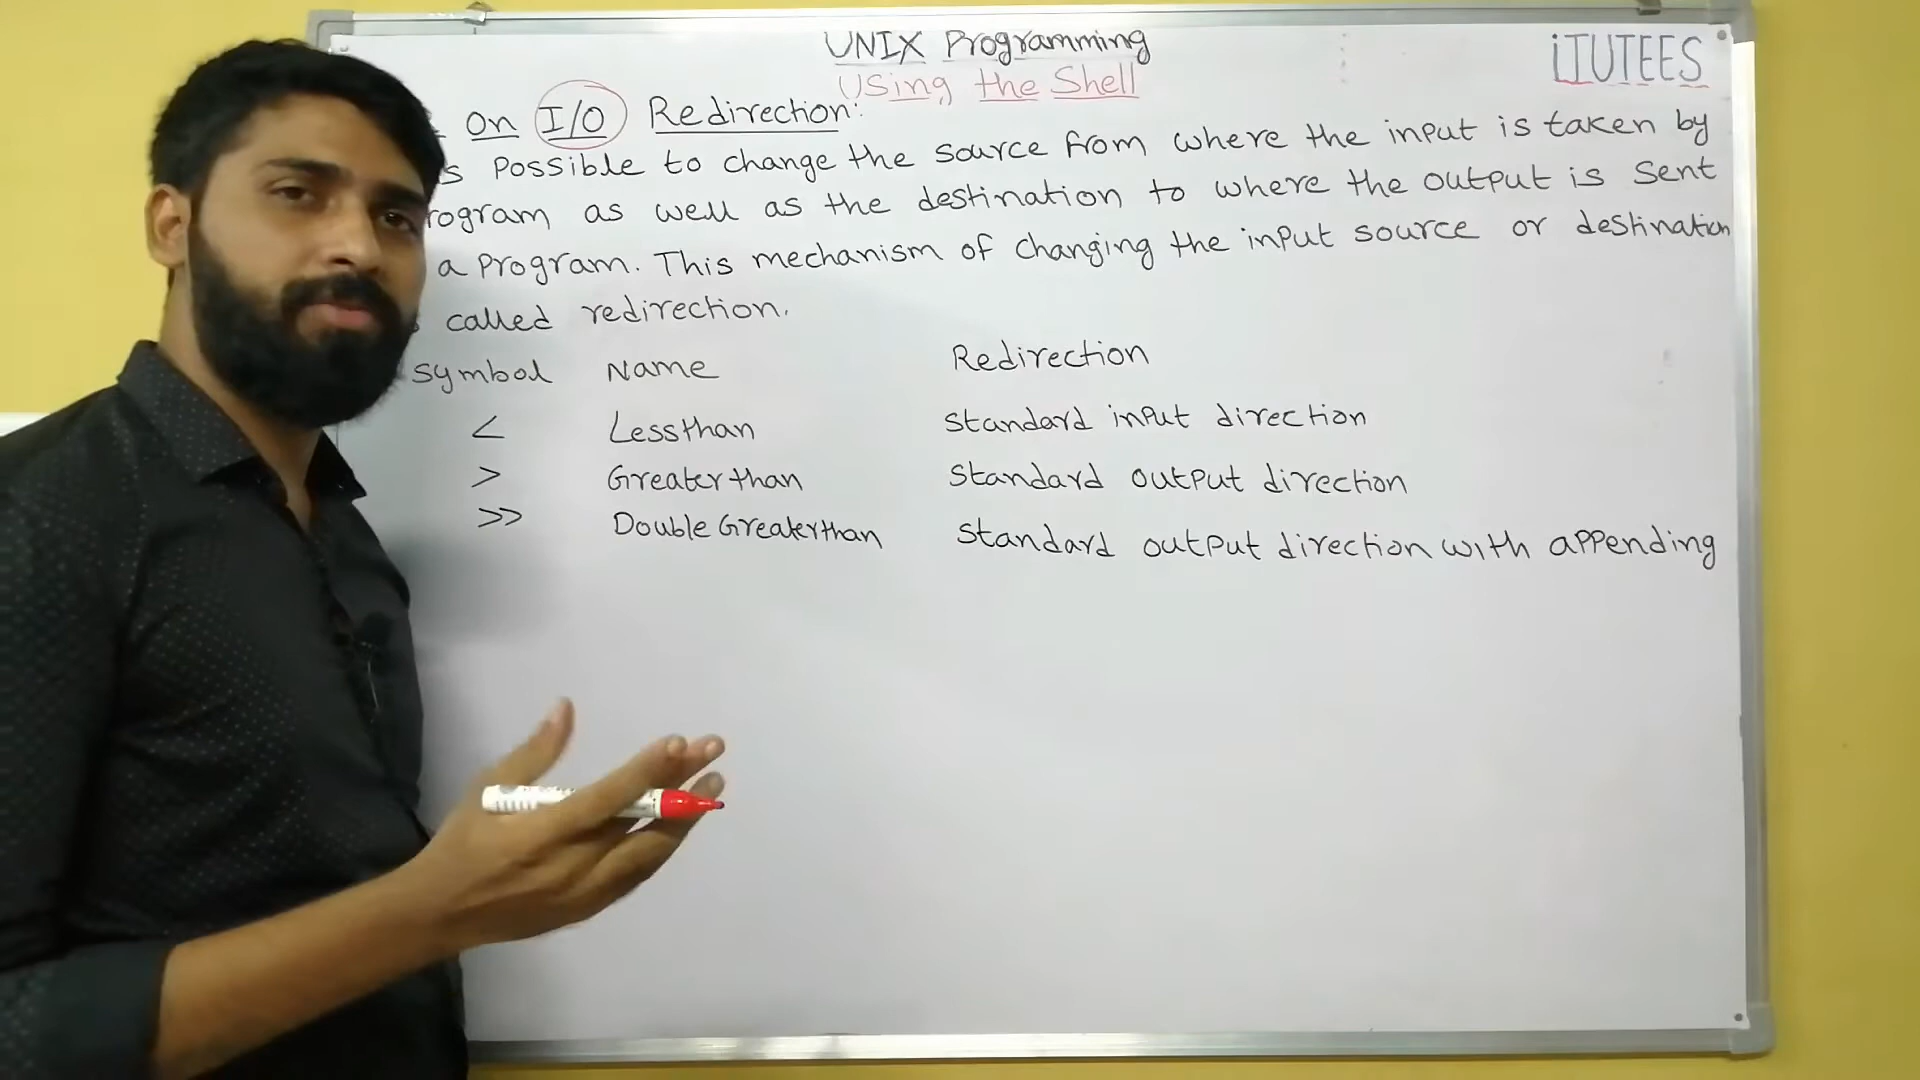 UNIX Programming
iTUTEES
Using the Shell
On I/O Redirection:
s Possible to change the source from where the input is taken by
rogram as well as the destination to where the output is sent
a program. This mechanism of changing the input source or destination
called redirection.
symbol Name Redirection
< Lessthan Standard input direction
> Greaterthan Standard output direction
>> Double Greaterthan Standard output direction with appending